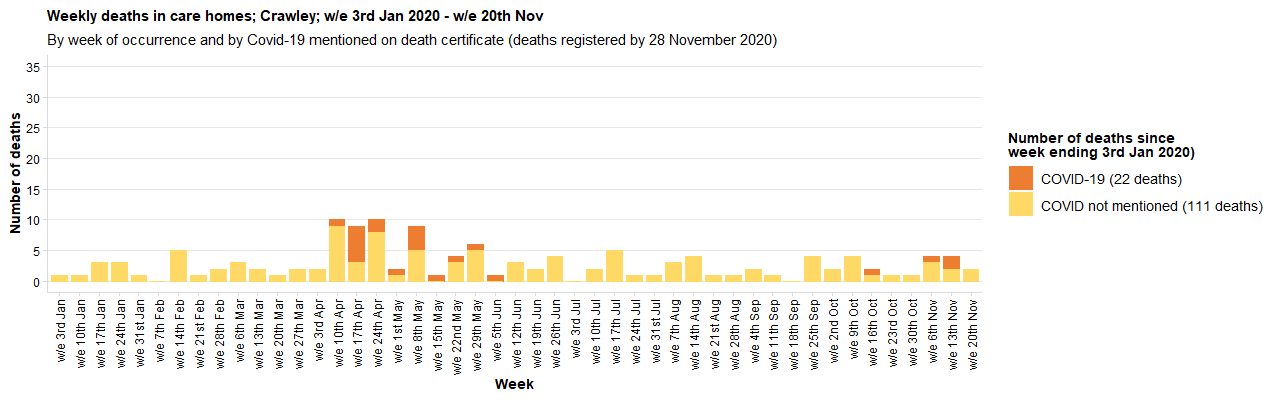 Weekly deaths in care homes; Crawley; w/e 3rd Jan 2020 - w/e 20th Nov
By week of occurrence and by Covid-19 mentioned on death certificate (deaths registered by 28 November 2020)
Number of deaths
35
30
25
20
15
10
5
0
w/e 3rd Jan
w/e 10th Jan
w/e 17th Jan
w/e 24th Jan
w/e 31st Jan
w/e 7th Feb
w/e 14th Feb
w/e 21st Feb
w/e 28th Feb
w/e 6th Mar
w/e 13th Mar
w/e 20th Mar
w/e 27th Mar
w/e 3rd Apr
w/e 10th Apr
w/e 17th Apr
w/e 24th Apr
w/e 1st May
w/e 8th May
w/e 15th May
w/e 22nd May
w/e 29th May
w/e 5th Jun
w/e 12th Jun
w/e 19th Jun
w/e 26th Jun
w/e 3rd Jul
w/e 10th Jul
w/e 17th Jul
w/e 24th Jul
w/e 31st Jul
w/e 7th Aug
w/e 14th Aug
w/e 21st Aug
w/e 28th Aug
w/e 4th Sep
w/e 11th Sep
w/e 18th Sep
w/e 25th Sep
w/e 2nd Oct
w/e 9th Oct
w/e 16th Oct
w/e 23rd Oct
w/e 30th Oct
w/e 6th Nov
w/e 13th Nov
w/e 20th Nov
Week
Number of deaths since
week ending 3rd Jan 2020)
COVID-19 (22 deaths)
COVID not mentioned (111 deaths)